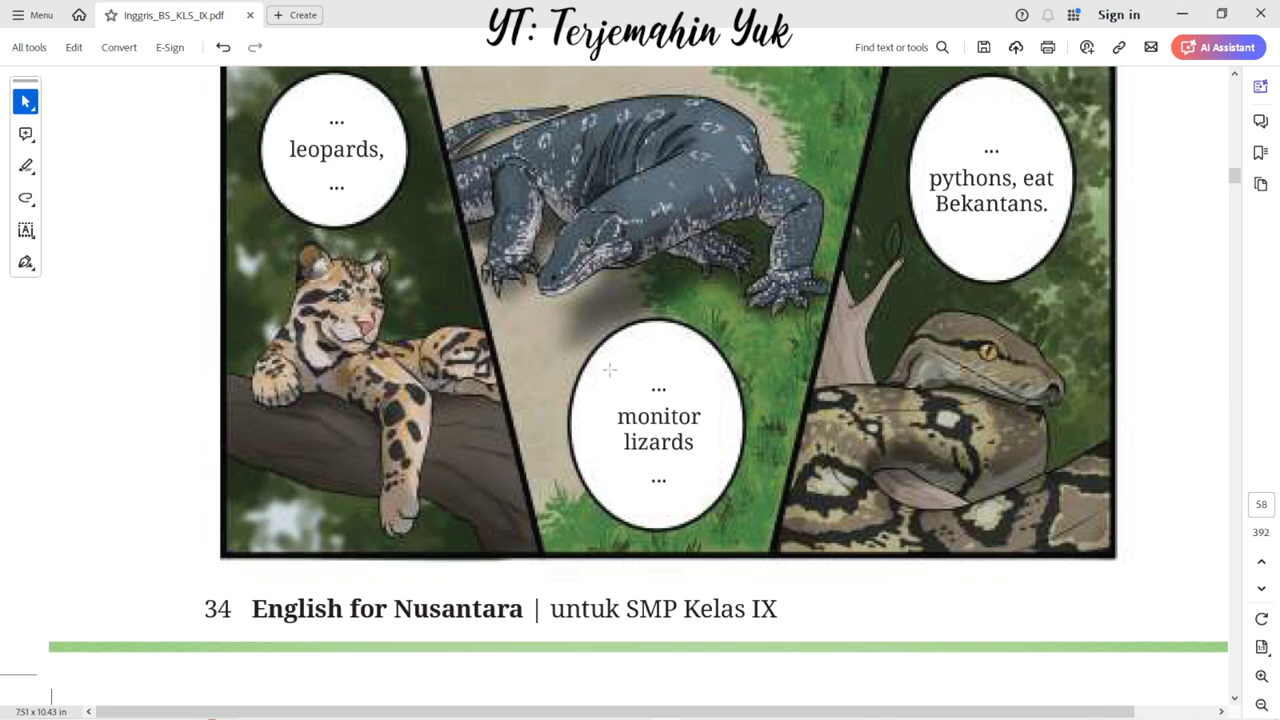 Menu
Inggris_BS_KLS_IX.pdf
Create
YT: Terjemahin Yuk
Sign in
All tools
Edit
Convert
E-Sign
Find text or tools
AI Assistant
...
leopards,
...
...
monitor
lizards
...
...
pythons, eat
Bekantans.
58
392
34 English for Nusantara | untuk SMP Kelas IX
7.51 x 10.43 in